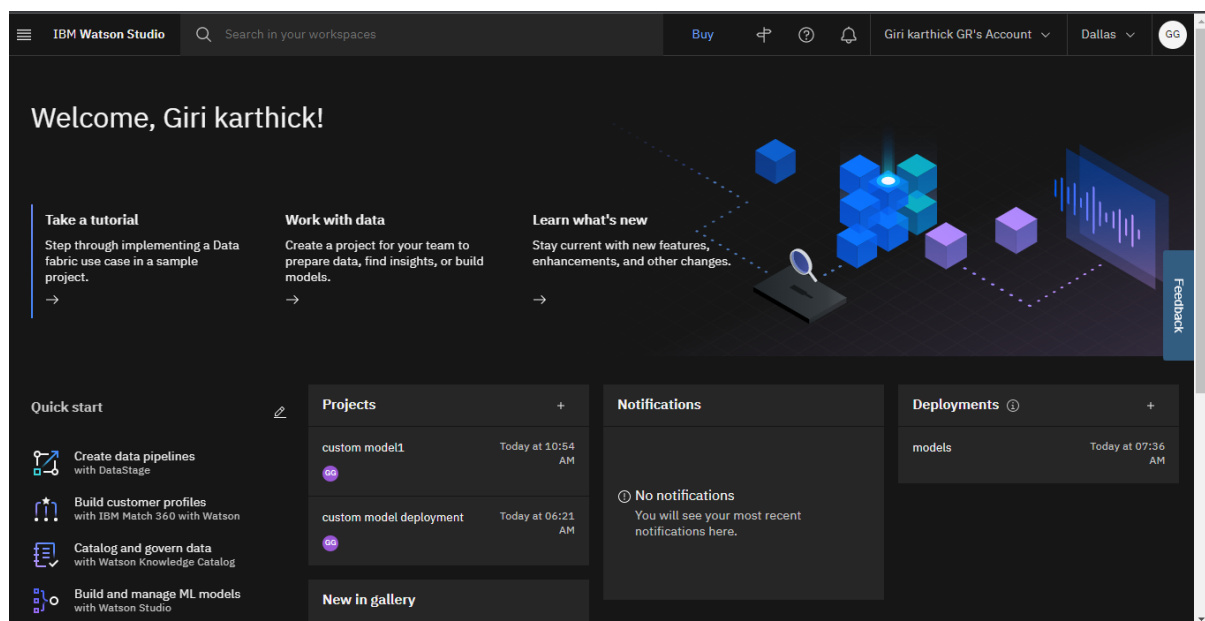 IBM Watson Studio
Search in your workspaces
Buy
Giri karthick GR's Account
Dallas
GG
Welcome, Giri karthick!
Take a tutorial
Step through implementing a Data
fabric use case in a sample
project.
Work with data
Create a project for your team to
prepare data, find insights, or build
models.
Learn what's new
Stay current with new features,
enhancements, and other changes.
Feedback
Quick start
Create data pipelines
with DataStage
Build customer profiles
with IBM Match 360 with Watson
Catalog and govern data
with Watson Knowledge Catalog
Build and manage ML models
with Watson Studio
Projects
+
custom model1
Today at 10:54
AM
GG
custom model deployment
Today at 06:21
AM
GG
New in gallery
Notifications
No notifications
You will see your most recent
notifications here.
Deployments
+
models
Today at 07:36
AM